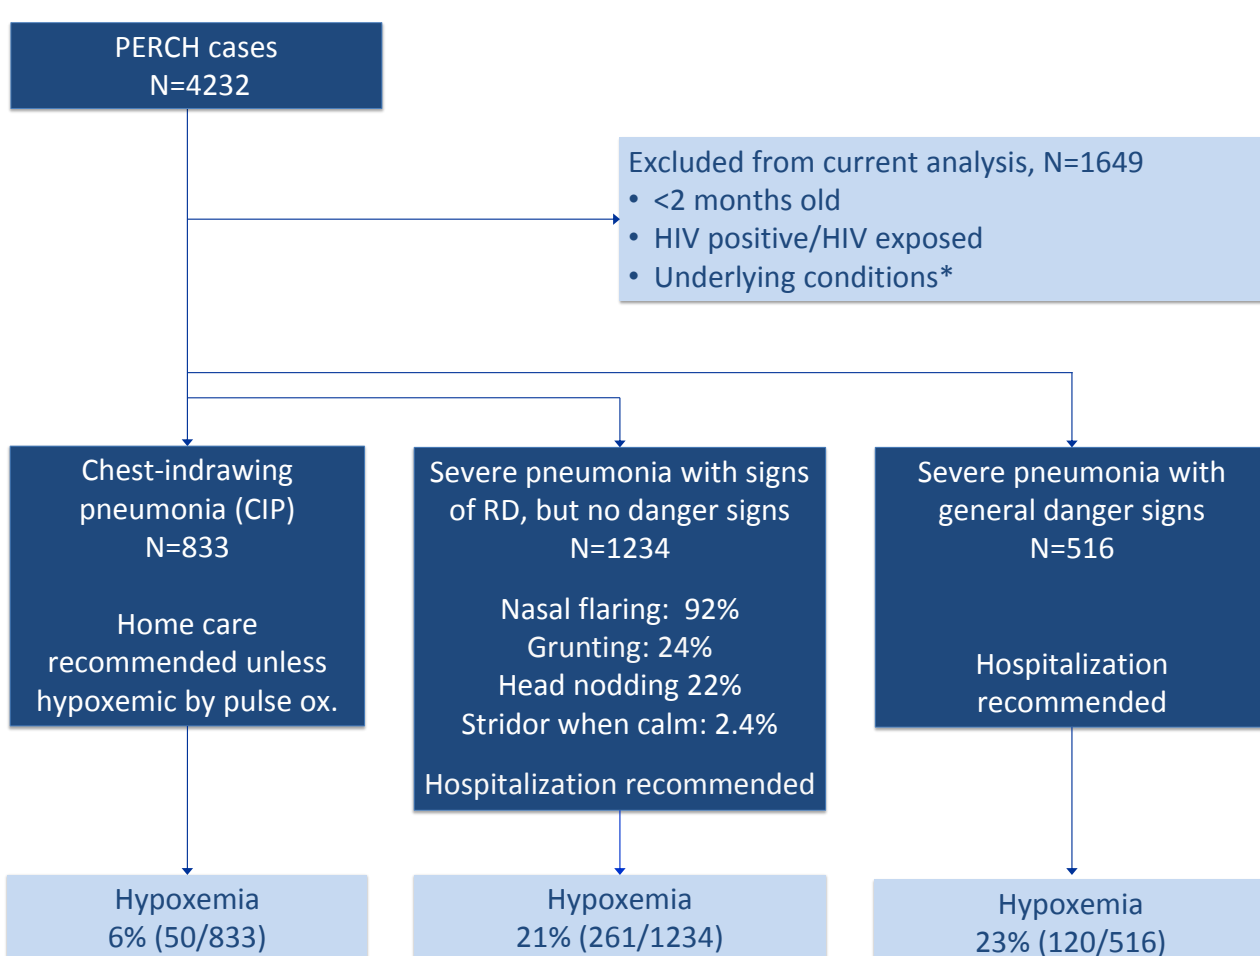 PERCH cases
N=4232
Excluded from current analysis, N=1649
• <2 months old
• HIV positive/HIV exposed
• Underlying conditions*
Chest-indrawing
pneumonia (CIP)
N=833
Home care
recommended unless
hypoxemic by pulse ox.
Severe pneumonia with signs
of RD, but no danger signs
N=1234
Nasal flaring:  92%
Grunting: 24%
Head nodding 22%
Stridor when calm: 2.4%
Hospitalization recommended
Severe pneumonia with
general danger signs
N=516
Hospitalization
recommended
Hypoxemia
6% (50/833)
Hypoxemia
21% (261/1234)
Hypoxemia
23% (120/516)